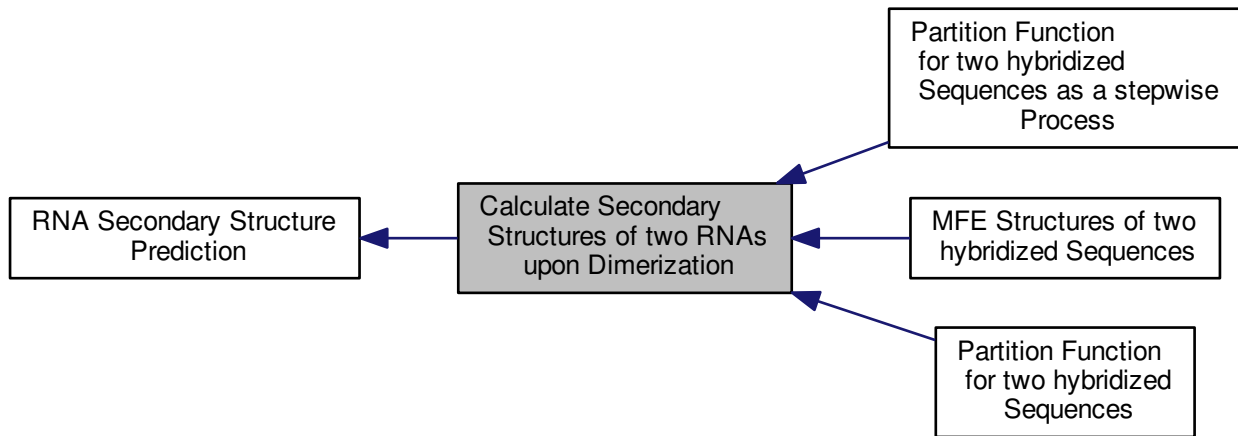 Partition Function
for two hybridized
Sequences as a stepwise
Process
RNA Secondary Structure
Prediction
Calculate Secondary
Structures of two RNAs
upon Dimerization
MFE Structures of two
hybridized Sequences
Partition Function
for two hybridized
Sequences